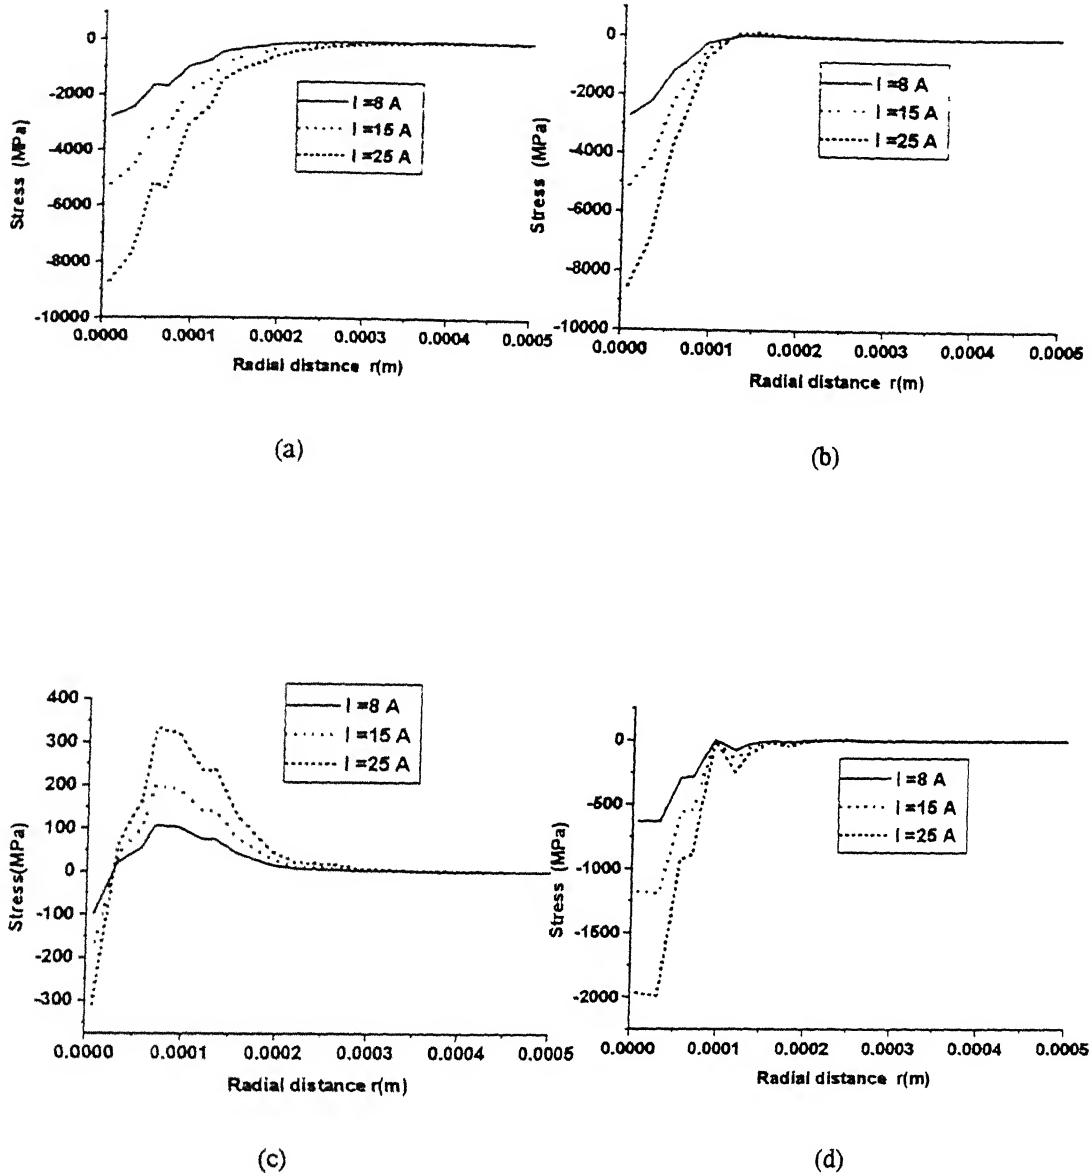 0
-2000
-4000
-6000
-8000
-10000
Stress (MPa)
I =8 A
I =15 A
I =25 A
0.0000 0.0001 0.0002 0.0003 0.0004 0.0005
Radial distance r(m)
(a)
0
-2000
-4000
-6000
-8000
-10000
Stress (MPa)
I =8 A
I =15 A
I =25 A
0.0000 0.0001 0.0002 0.0003 0.0004 0.0005
Radial distance r(m)
(b)
400
300
200
100
0
-100
-200
-300
Stress(MPa)
I =8 A
I =15 A
I =25 A
0.0000 0.0001 0.0002 0.0003 0.0004 0.0005
Radial distance r(m)
(c)
0
-500
-1000
-1500
-2000
Stress (MPa)
I =8 A
I =15 A
I =25 A
0.0000 0.0001 0.0002 0.0003 0.0004 0.0005
Radial distance r(m)
(d)